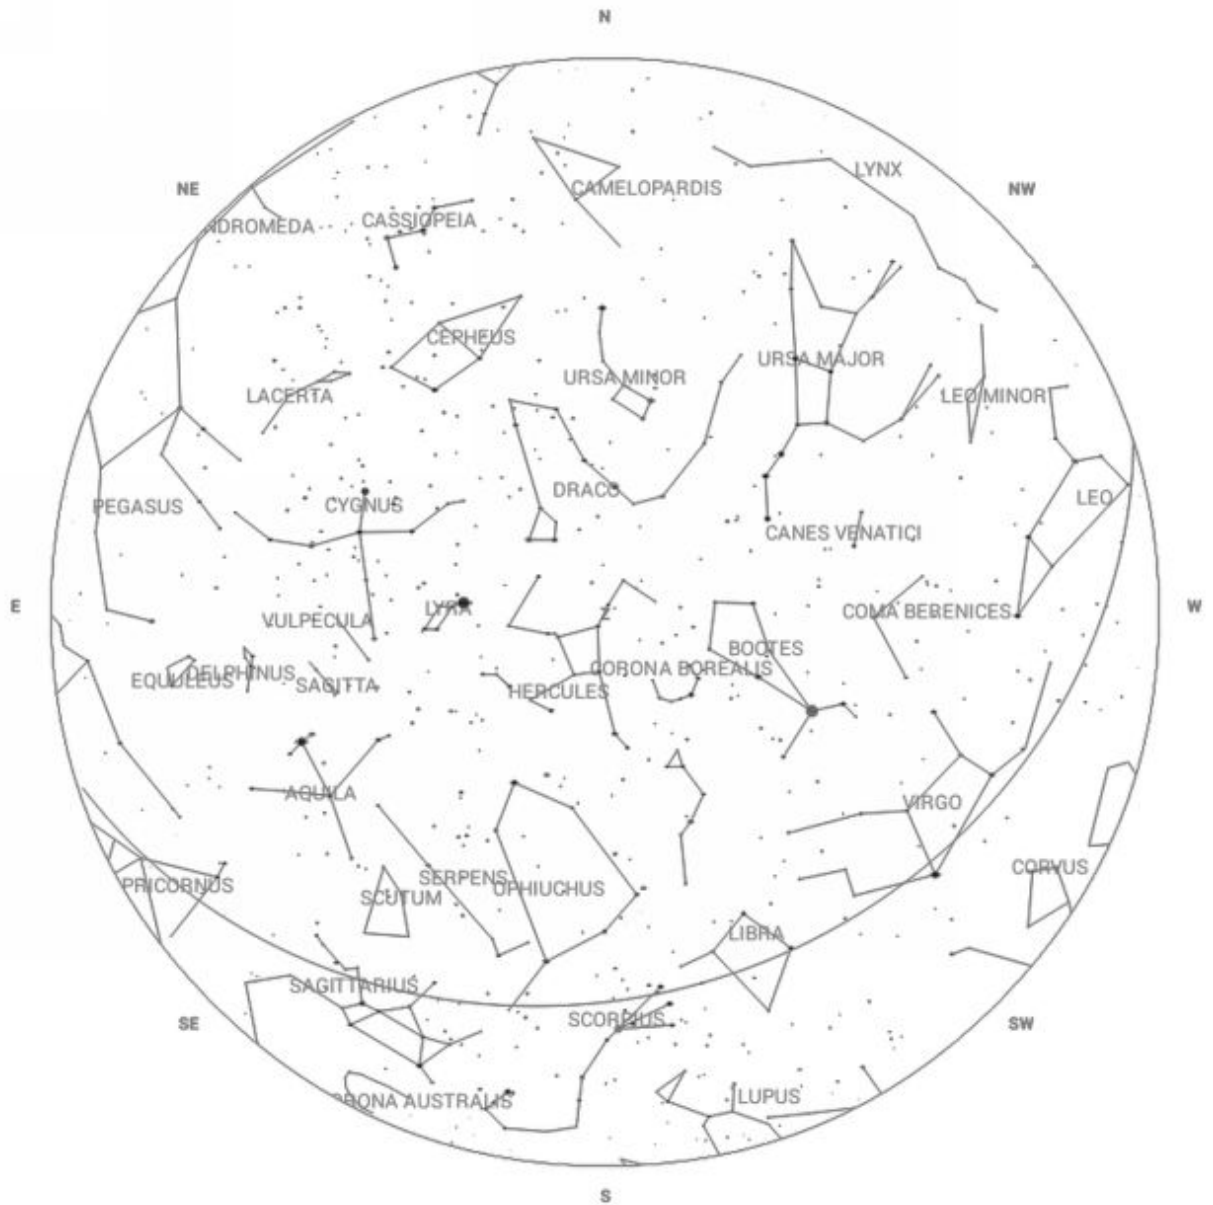 N
LYNX
NE
CAMELOPARDIS
NW
NDROMEDA
CASSIOPEIA
CEPHEUS
URSA MAJOR
URSA MINOR
LACERTA
LEO MINOR
DRACO
LEO
PEGASUS
CYGNUS
CANES VENATICI
E
LYRA
COMA BERENICES
W
VULPECULA
BOOTES
CORONA BOREALIS
DELPHINUS
EQUULEUS
SAGITTA
HERCULES
AQUILA
VIRGO
CORVUS
PRICORNUS
SERPENS
OPHIUCHUS
SCUTUM
LIBRA
SAGITTARIUS
SE
SCORPIUS
SW
LUPUS
ORONA AUSTRALIS
S